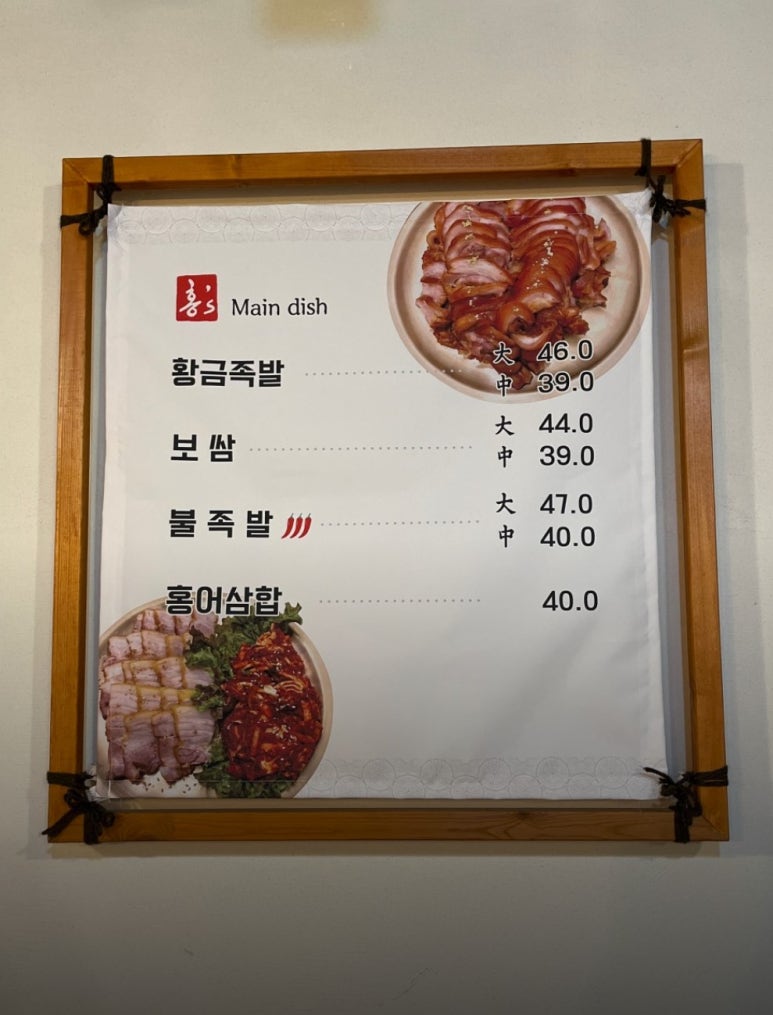 홍's Main dish
황금족발 大 46.0
中 39.0
보쌈 大 44.0
中 39.0
불족발 大 47.0
中 40.0
홍어삼합 40.0